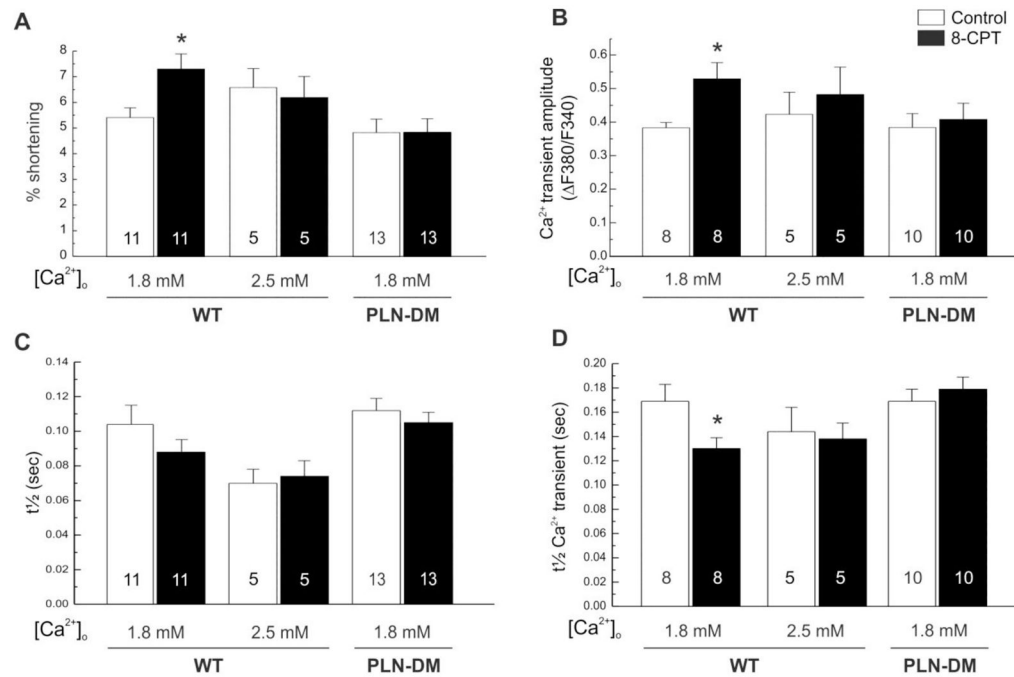 A
% shortening
8
7
6
5
4
3
2
1
0
*
11
11
5
5
13
13
[Ca²⁺]ₒ
1.8 mM
2.5 mM
1.8 mM
WT
PLN-DM
B
Control
8-CPT
Ca²⁺ transient amplitude
(ΔF380/F340)
0.6
0.5
0.4
0.3
0.2
0.1
0.0
*
8
8
5
5
10
10
[Ca²⁺]ₒ
1.8 mM
2.5 mM
1.8 mM
WT
PLN-DM
C
t½ (sec)
0.14
0.12
0.10
0.08
0.06
0.04
0.02
0.00
11
11
5
5
13
13
[Ca²⁺]ₒ
1.8 mM
2.5 mM
1.8 mM
WT
PLN-DM
D
t½ Ca²⁺ transient (sec)
0.20
0.18
0.16
0.14
0.12
0.10
0.08
0.06
0.04
0.02
0.00
*
8
8
5
5
10
10
[Ca²⁺]ₒ
1.8 mM
2.5 mM
1.8 mM
WT
PLN-DM